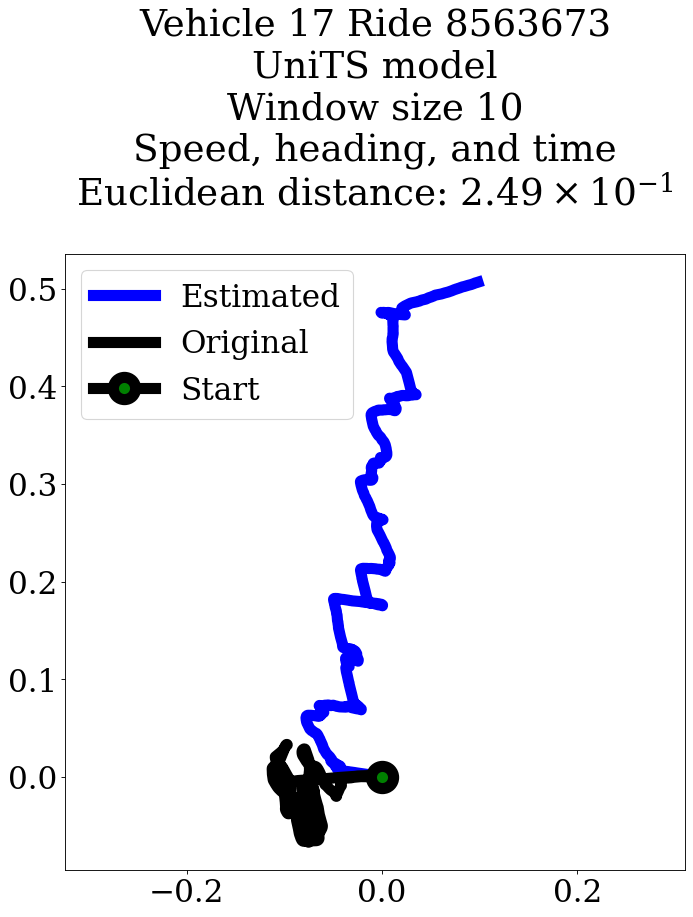 Vehicle 17 Ride 8563673
UniTS model
Window size 10
Speed, heading, and time
Euclidean distance: 2.49 × 10⁻¹
Estimated
Original
Start
0.5
0.4
0.3
0.2
0.1
0.0
−0.2 0.0 0.2